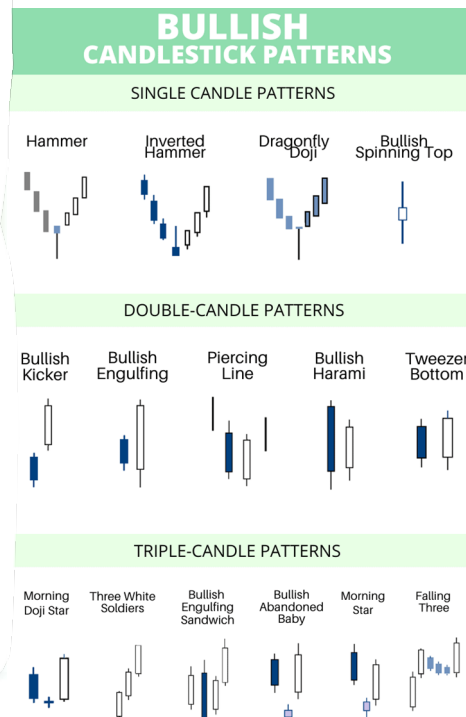 BULLISH
CANDLESTICK PATTERNS
SINGLE CANDLE PATTERNS
Hammer
Inverted
Hammer
Dragonfly
Doji
Bullish
Spinning Top
DOUBLE-CANDLE PATTERNS
Bullish
Kicker
Bullish
Engulfing
Piercing
Line
Bullish
Harami
Tweezer
Bottom
TRIPLE-CANDLE PATTERNS
Morning
Doji Star
Three White
Soldiers
Bullish
Engulfing
Sandwich
Bullish
Abandoned
Baby
Morning
Star
Falling
Three